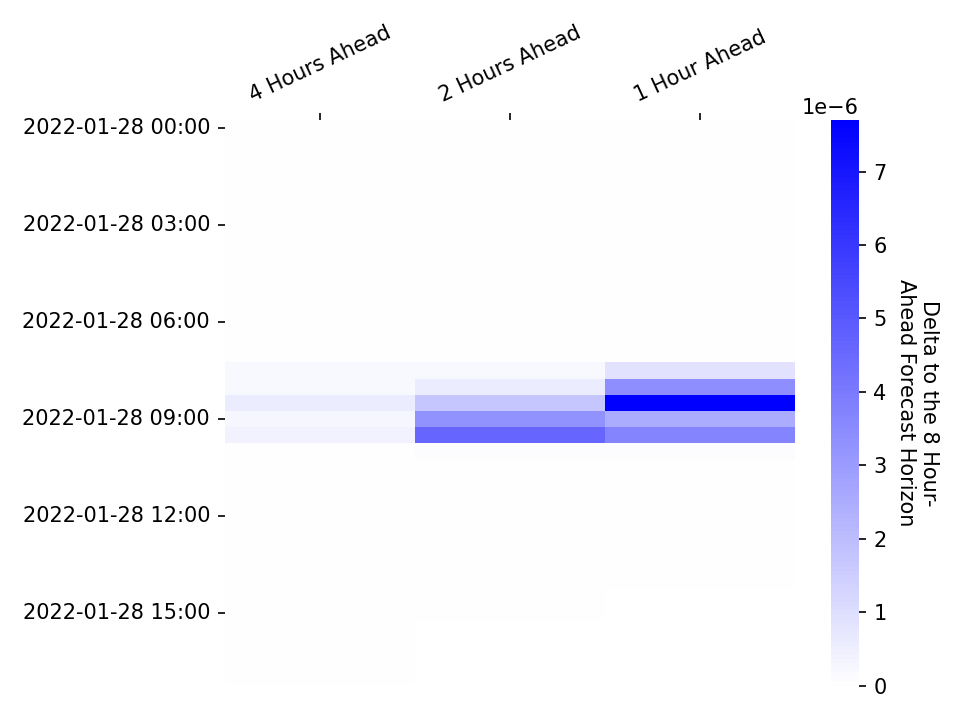 4 Hours Ahead
2 Hours Ahead
1 Hour Ahead
1e−6
2022-01-28 00:00
2022-01-28 03:00
2022-01-28 06:00
2022-01-28 09:00
2022-01-28 12:00
2022-01-28 15:00
7
6
5
4
3
2
1
0
Delta to the 8 Hour-
Ahead Forecast Horizon